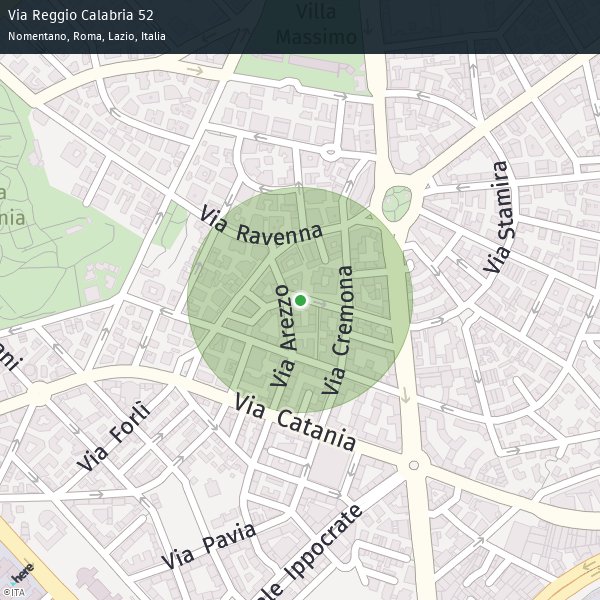 Via Reggio Calabria 52
Nomentano, Roma, Lazio, Italia
Villa
Massimo
a
nia
Via Stamira
Via Ravenna
Via Arezzo
Via Cremona
ani
Via Catania
Via Forlì
Via Pavia
ale Ippocrate
here
©ITA